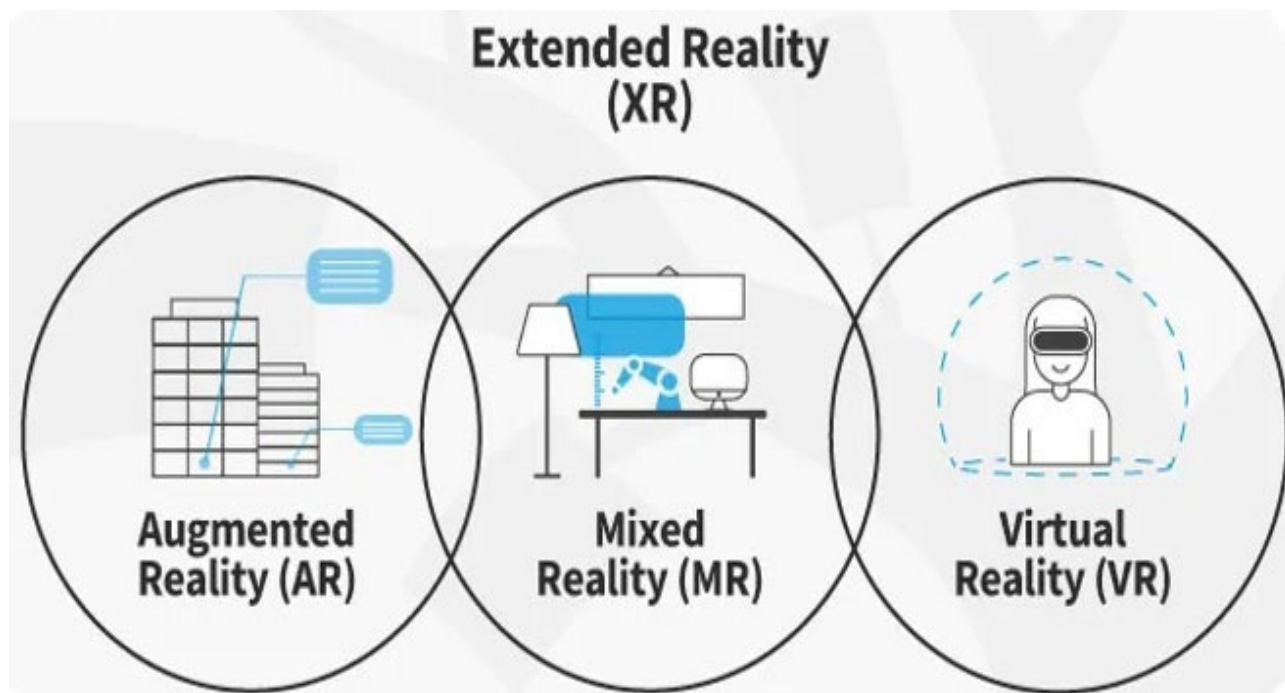 Extended Reality
(XR)
Augmented
Reality (AR)
Mixed
Reality (MR)
Virtual
Reality (VR)